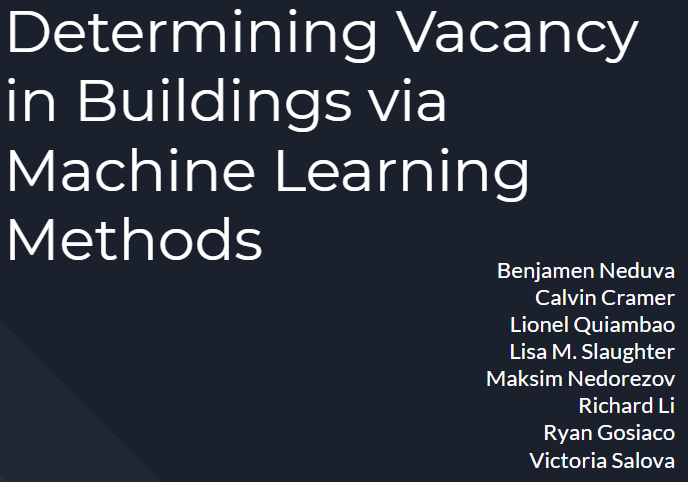 Determining Vacancy
in Buildings via
Machine Learning
Methods
Benjamen Neduva
Calvin Cramer
Lionel Quiambao
Lisa M. Slaughter
Maksim Nedorezov
Richard Li
Ryan Gosiaco
Victoria Salova